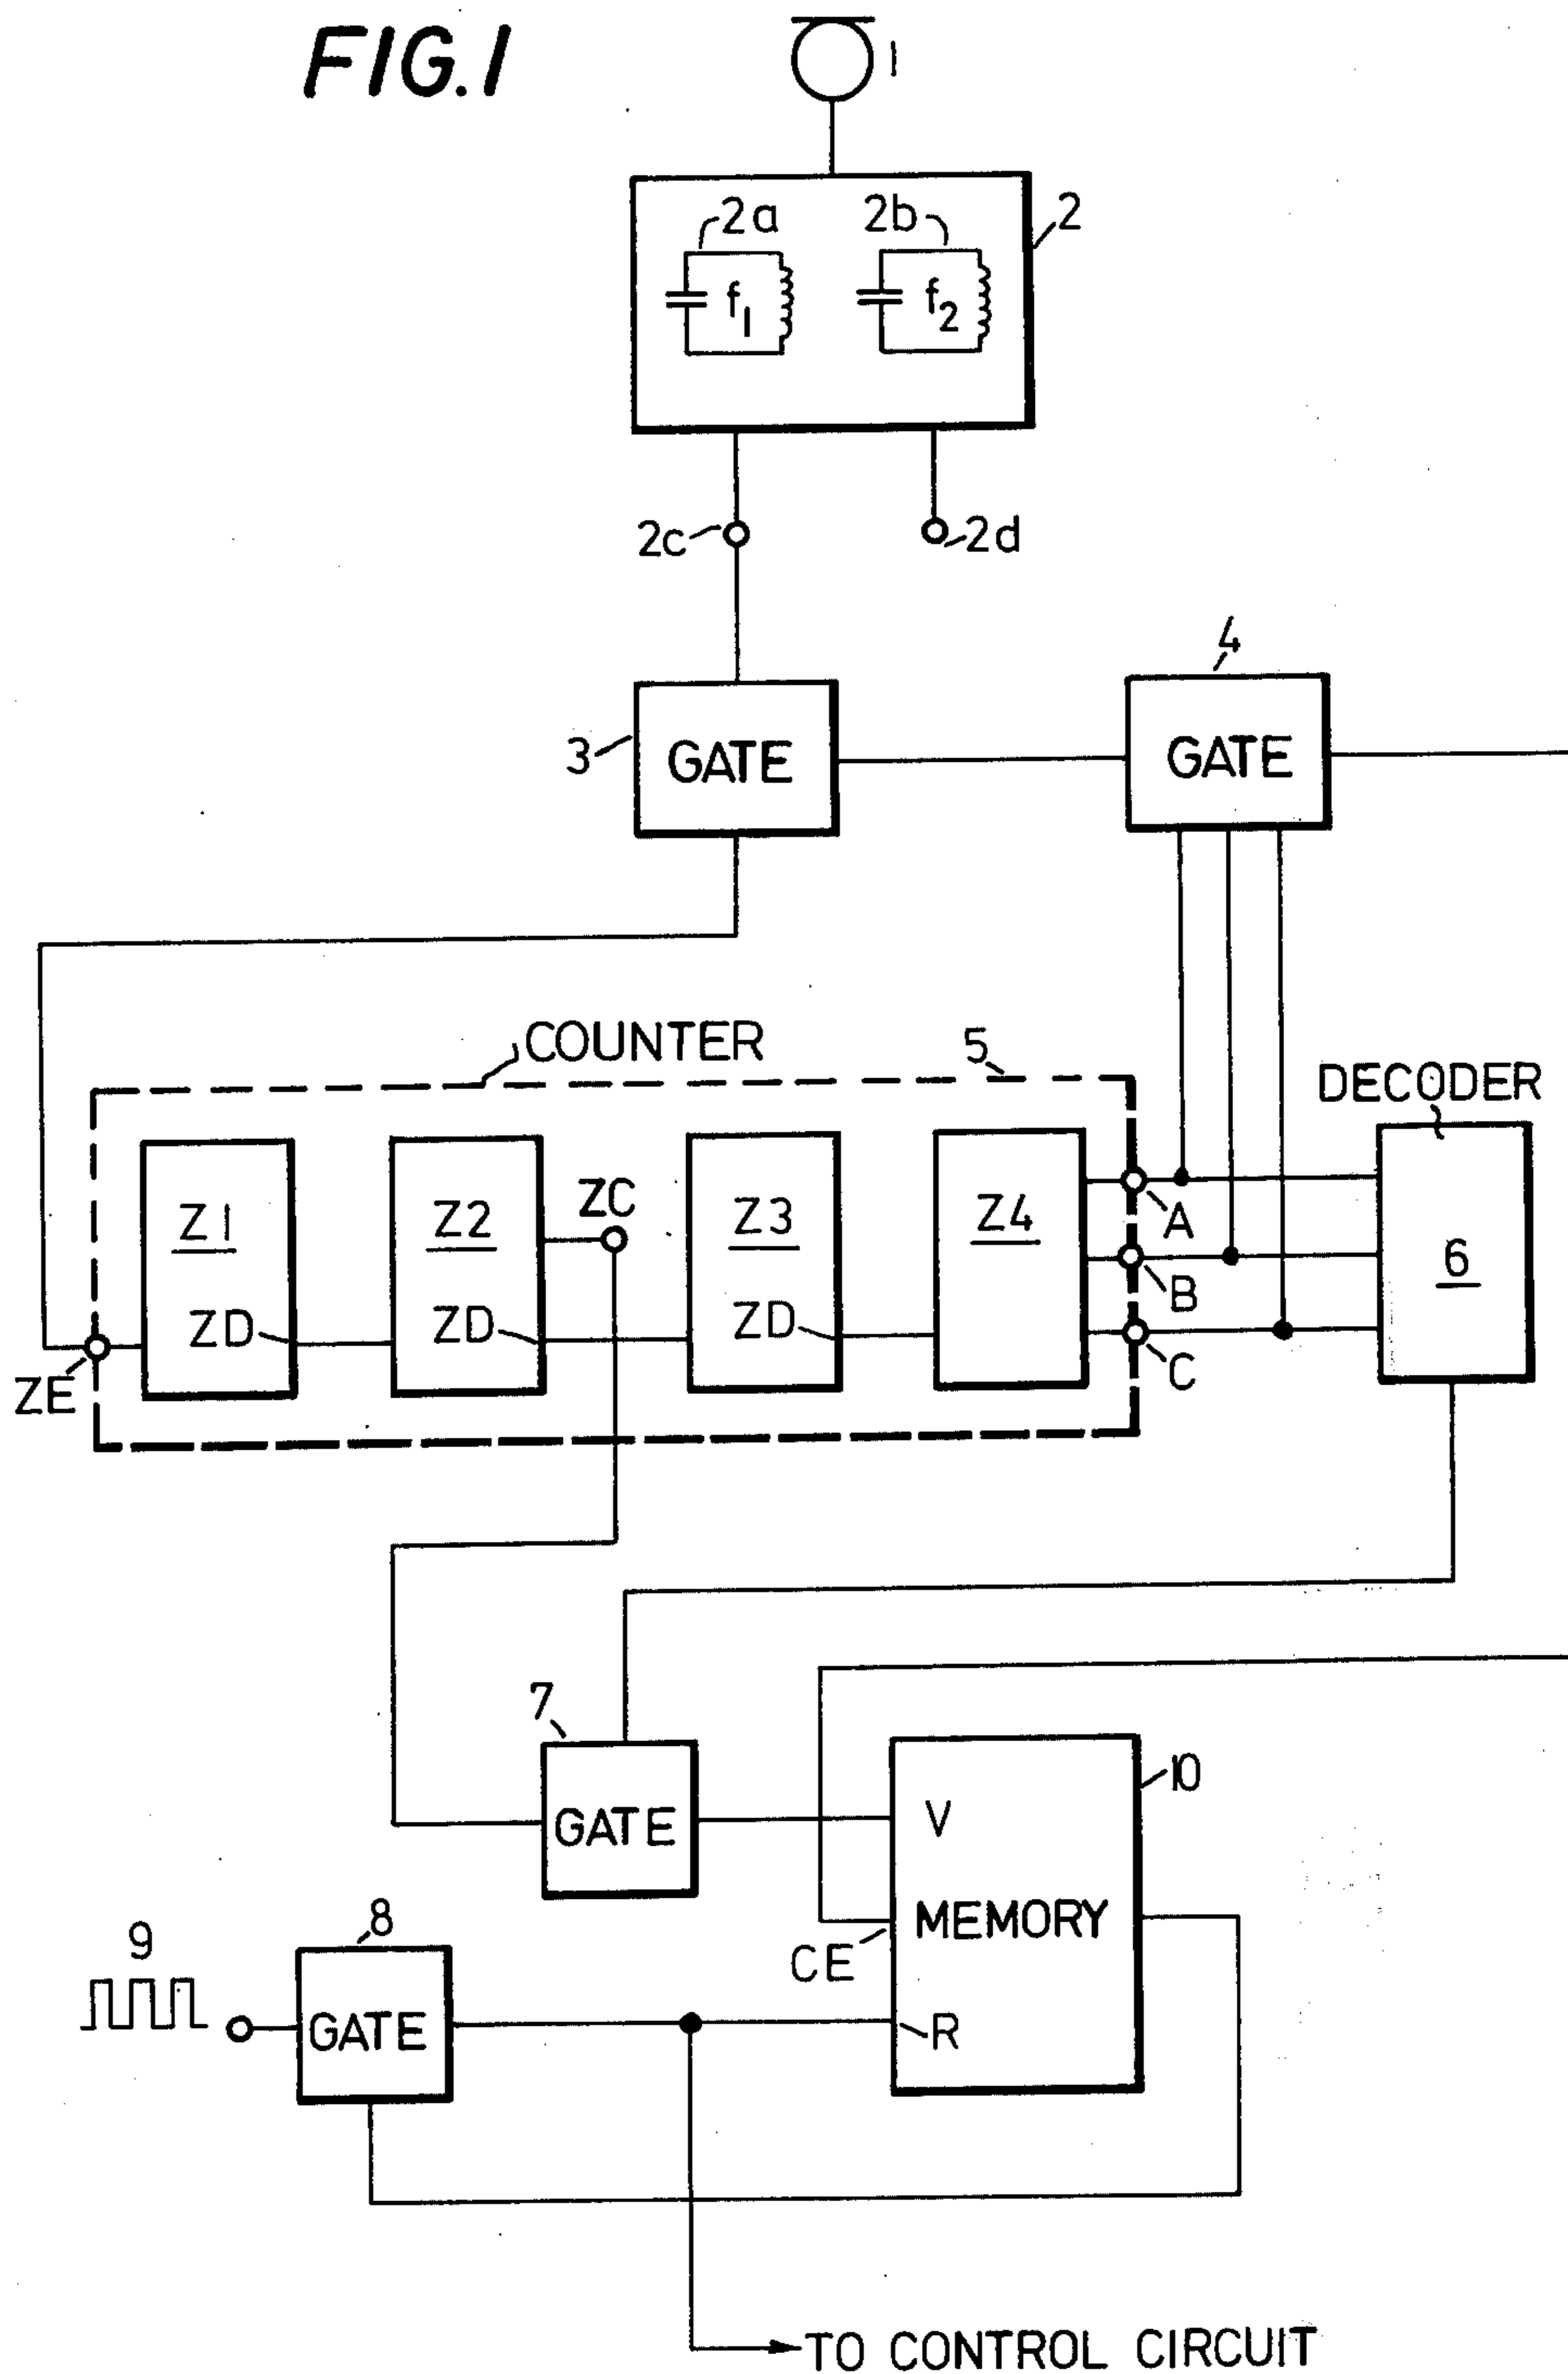 FIG. 1
1
2a
2b
2
f1
f2
2c
2d
4
3
GATE
GATE
COUNTER
5
DECODER
Z1
Z2
ZC
Z3
Z4
A
6
B
ZD
ZD
ZD
C
ZE
7
10
V
GATE
8
MEMORY
9
CE
GATE
R
TO CONTROL CIRCUIT